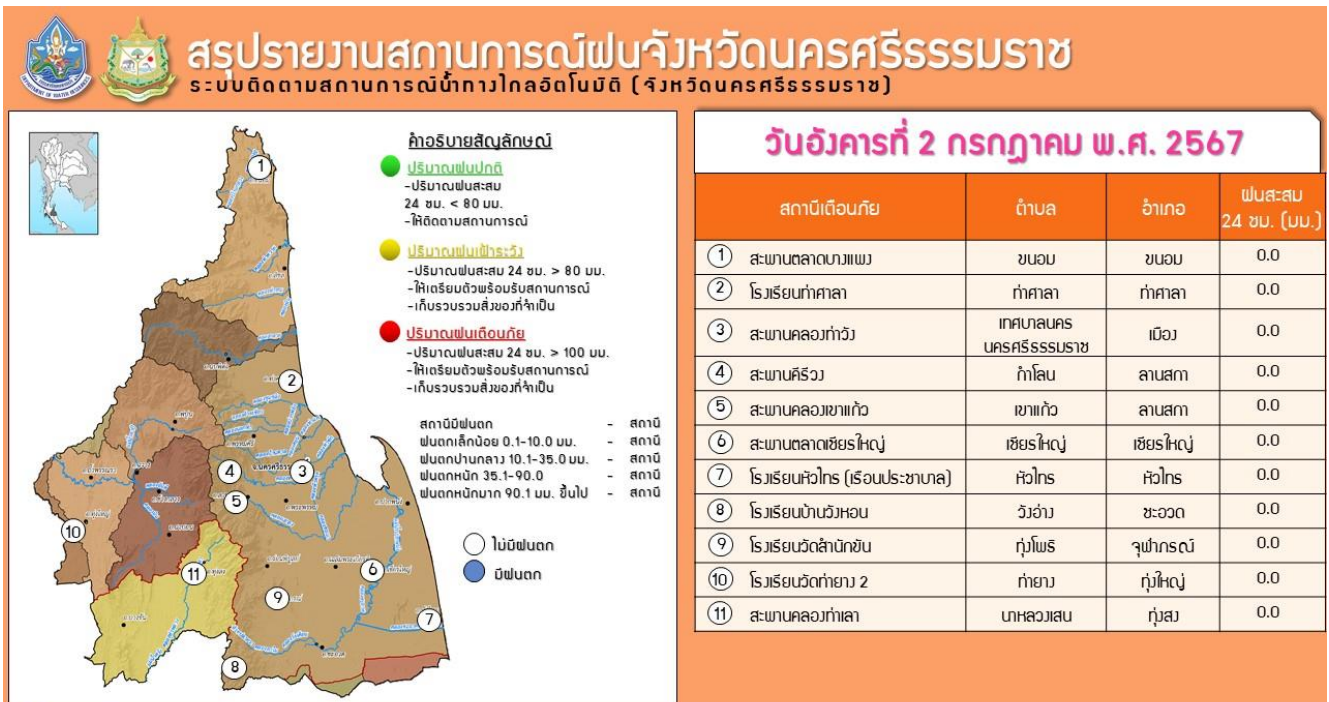 สรุปรายงานสถานการณ์ฝนจังหวัดนครศรีธรรมราช
ระบบติดตามสถานการณ์น้ำทางไกลอัตโนมัติ (จังหวัดนครศรีธรรมราช)
คำอธิบายสัญลักษณ์
ปริมาณฝนปกติ
-ปริมาณฝนสะสม
24 ชม. < 80 มม.
-ให้ติดตามสถานการณ์
ปริมาณฝนเฝ้าระวัง
-ปริมาณฝนสะสม 24 ชม. > 80 มม.
-ให้เตรียมตัวพร้อมรับสถานการณ์
-เก็บรวบรวมสิ่งของที่จำเป็น
ปริมาณฝนเตือนภัย
-ปริมาณฝนสะสม 24 ชม. > 100 มม.
-ให้เตรียมตัวพร้อมรับสถานการณ์
-เก็บรวบรวมสิ่งของที่จำเป็น
สถานีมีฝนตก - สถานี
ฝนตกเล็กน้อย 0.1-10.0 มม. - สถานี
ฝนตกปานกลาง 10.1-35.0 มม. - สถานี
ฝนตกหนัก 35.1-90.0 - สถานี
ฝนตกหนักมาก 90.1 มม. ขึ้นไป - สถานี
ไม่มีฝนตก
มีฝนตก
1
2
3
4
5
6
7
8
9
10
11
วันอังคารที่ 2 กรกฎาคม พ.ศ. 2567
สถานีเตือนภัย ตำบล อำเภอ ฝนสะสม
24 ชม. (มม.)
1 สะพานตลาดบางแพง ขนอม ขนอม 0.0
2 โรงเรียนท่าศาลา ท่าศาลา ท่าศาลา 0.0
3 สะพานคลองท่าวัง เทศบาลนคร
นครศรีธรรมราช เมือง 0.0
4 สะพานคีรีวง กำโลน ลานสกา 0.0
5 สะพานคลองเขาแก้ว เขาแก้ว ลานสกา 0.0
6 สะพานตลาดเชียรใหญ่ เชียรใหญ่ เชียรใหญ่ 0.0
7 โรงเรียนหัวไทร (เรือนประชาบาล) หัวไทร หัวไทร 0.0
8 โรงเรียนบ้านวังหอน วังอ่าง ชะอวด 0.0
9 โรงเรียนวัดสำนักขัน ทุ่งโพธิ จุฬาภรณ์ 0.0
10 โรงเรียนวัดท่ายาง 2 ท่ายาง ทุ่งใหญ่ 0.0
11 สะพานคลองท่าเลา นาหลวงเสน ทุ่งสง 0.0